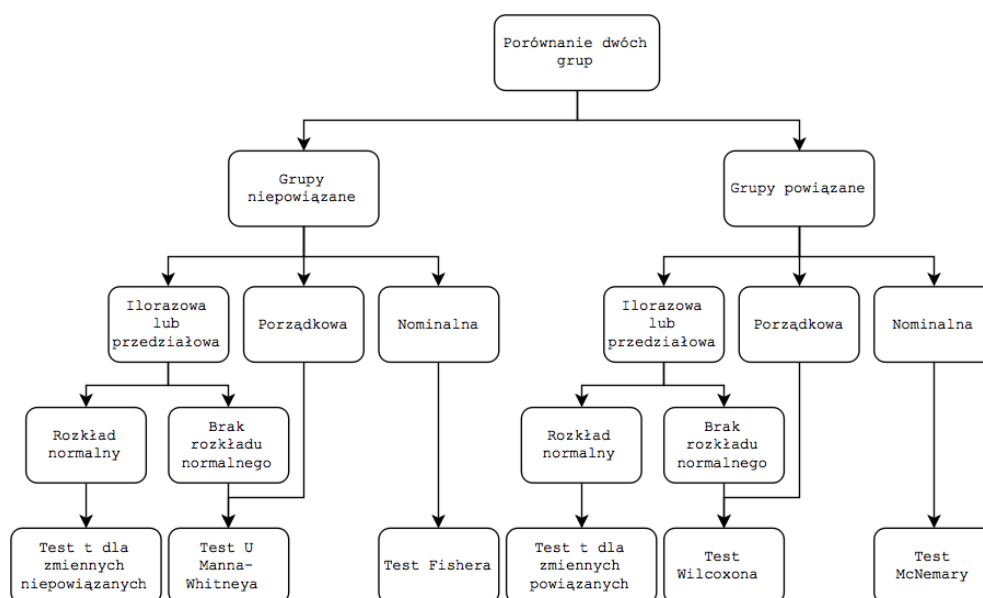 Porównanie dwóch
grup
Grupy
niepowiązane
Grupy powiązane
Ilorazowa
lub
przedziałowa
Porządkowa
Nominalna
Ilorazowa
lub
przedziałowa
Porządkowa
Nominalna
Rozkład
normalny
Brak
rozkładu
normalnego
Rozkład
normalny
Brak
rozkładu
normalnego
Test t dla
zmiennych
niepowiązanych
Test U
Manna-
Whitneya
Test Fishera
Test t dla
zmiennych
powiązanych
Test
Wilcoxona
Test
McNemary